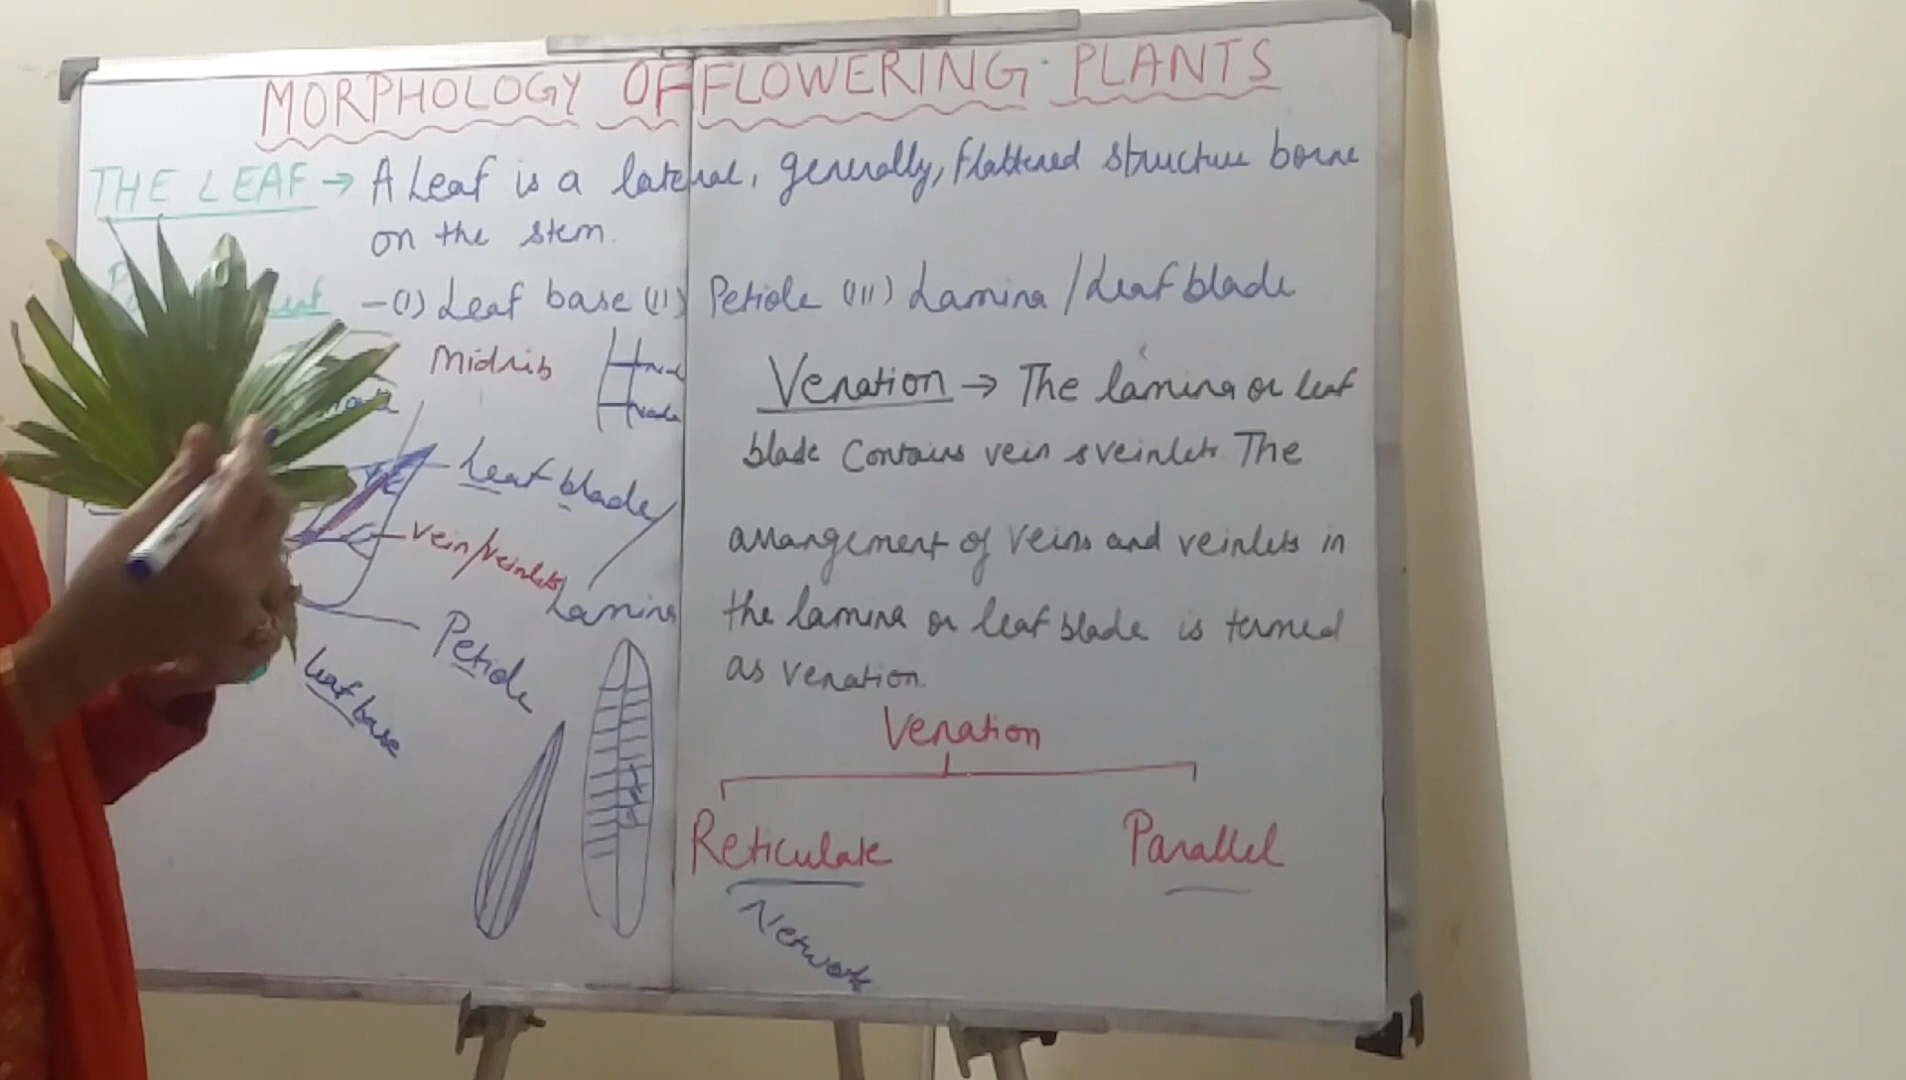 MORPHOLOGY OF FLOWERING PLANTS
THE LEAF → A Leaf is a lateral, generally, flattened structure borne
on the stem.
- (I) Leaf base (II) Petiole (III) Lamina / Leaf blade
Midrib
Leaf blade
vein/veinlets
Lamina
Petiole
Leaf base
Venation → The lamina or leaf
blade contains vein & veinlets The
arrangement of veins and veinlets in
the lamina or leaf blade is termed
as venation.
Venation
Reticulate Parallel
Network